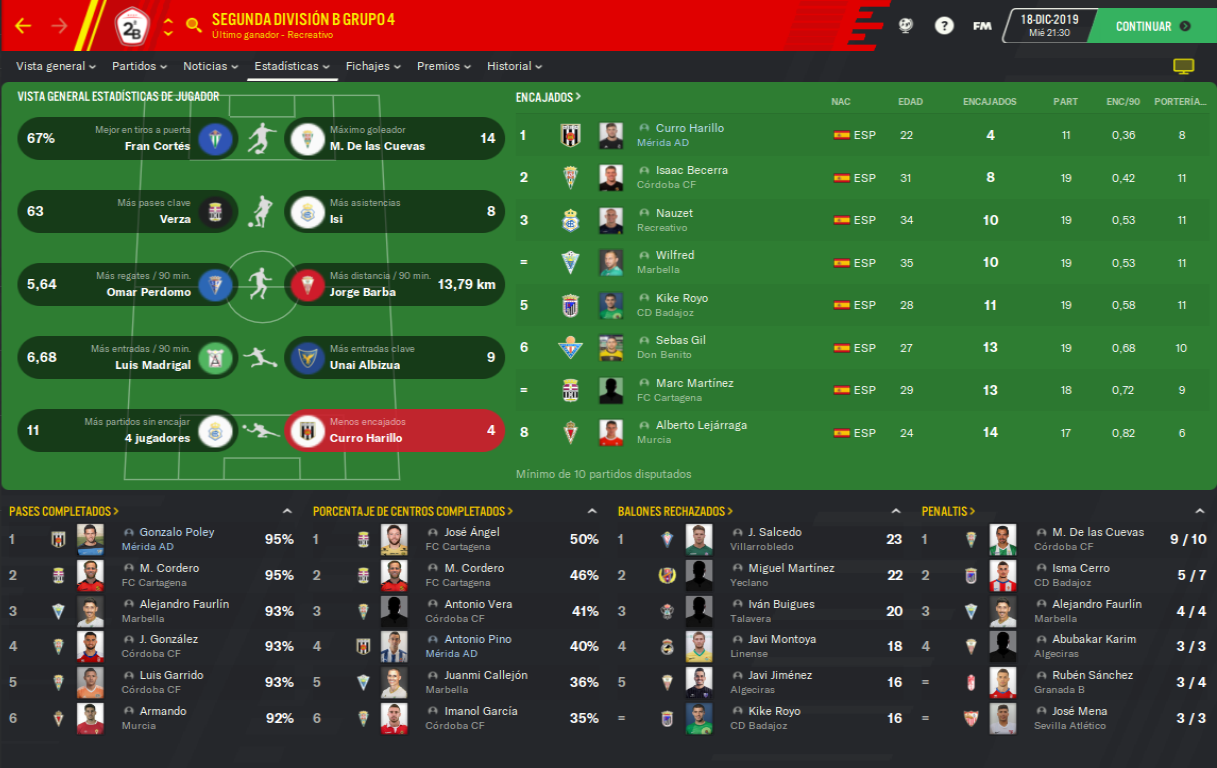 SEGUNDA DIVISIÓN B GRUPO 4
Último ganador - Recreativo
2ªB
?
FM
18-DIC-2019
Mié 21:30
CONTINUAR
Vista general
Partidos
Noticias
Estadísticas
Fichajes
Premios
Historial
VISTA GENERAL ESTADÍSTICAS DE JUGADOR
67% Mejor en tiros a puerta
Fran Cortés
Máximo goleador
M. De las Cuevas 14
63 Más pases clave
Verza
Más asistencias
Isi 8
5,64 Más regates / 90 min.
Omar Perdomo
Más distancia / 90 min.
Jorge Barba 13,79 km
6,68 Más entradas / 90 min.
Luis Madrigal
Más entradas clave
Unai Albizua 9
11 Más partidos sin encajar
4 jugadores
Menos encajados
Curro Harillo 4
ENCAJADOS > NAC EDAD ENCAJADOS PART ENC/90 PORTERÍA...
1 Curro Harillo ESP 22 4 11 0,36 8
Mérida AD
2 Isaac Becerra ESP 31 8 19 0,42 11
Córdoba CF
3 Nauzet ESP 34 10 19 0,53 11
Recreativo
= Wilfred ESP 35 10 19 0,53 11
Marbella
5 Kike Royo ESP 28 11 19 0,58 11
CD Badajoz
6 Sebas Gil ESP 27 13 19 0,68 10
Don Benito
= Marc Martínez ESP 29 13 18 0,72 9
FC Cartagena
8 Alberto Lejárraga ESP 24 14 17 0,82 6
Murcia
Mínimo de 10 partidos disputados
PASES COMPLETADOS >
1 Gonzalo Poley 95%
Mérida AD
2 M. Cordero 95%
FC Cartagena
3 Alejandro Faurlín 93%
Marbella
4 J. González 93%
Córdoba CF
5 Luis Garrido 93%
Córdoba CF
6 Armando 92%
Murcia
PORCENTAJE DE CENTROS COMPLETADOS >
1 José Ángel 50%
FC Cartagena
2 M. Cordero 46%
FC Cartagena
3 Antonio Vera 41%
Córdoba CF
4 Antonio Pino 40%
Mérida AD
5 Juanmi Callejón 36%
Marbella
6 Imanol García 35%
Córdoba CF
BALONES RECHAZADOS >
1 J. Salcedo 23
Villarrobledo
2 Miguel Martínez 22
Yeclano
3 Iván Buigues 20
Talavera
4 Javi Montoya 18
Linense
5 Javi Jiménez 16
Algeciras
= Kike Royo 16
CD Badajoz
PENALTIS >
1 M. De las Cuevas 9 / 10
Córdoba CF
2 Isma Cerro 5 / 7
CD Badajoz
3 Alejandro Faurlín 4 / 4
Marbella
4 Abubakar Karim 3 / 3
Algeciras
= Rubén Sánchez 3 / 4
Granada B
= José Mena 3 / 3
Sevilla Atlético